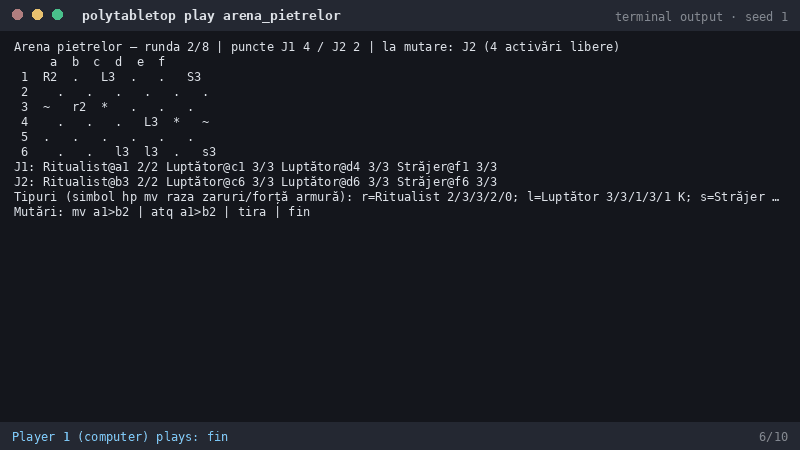 polytabletop play arena_pietrelor
terminal output · seed 1
Arena pietrelor — runda 2/8 | puncte J1 4 / J2 2 | la mutare: J2 (4 activări libere)
a b c d e f
1 R2 . L3 . . S3
2 . . . . . .
3 ~ r2 * . . .
4 . . . L3 * ~
5 . . . . . .
6 . . l3 l3 . s3
J1: Ritualist@a1 2/2 Luptător@c1 3/3 Luptător@d4 3/3 Străjer@f1 3/3
J2: Ritualist@b3 2/2 Luptător@c6 3/3 Luptător@d6 3/3 Străjer@f6 3/3
Tipuri (simbol hp mv raza zaruri/forță armură): r=Ritualist 2/3/3/2/0; l=Luptător 3/3/1/3/1 K; s=Străjer …
Mutări: mv a1>b2 | atq a1>b2 | tira | fin
Player 1 (computer) plays: fin
6/10